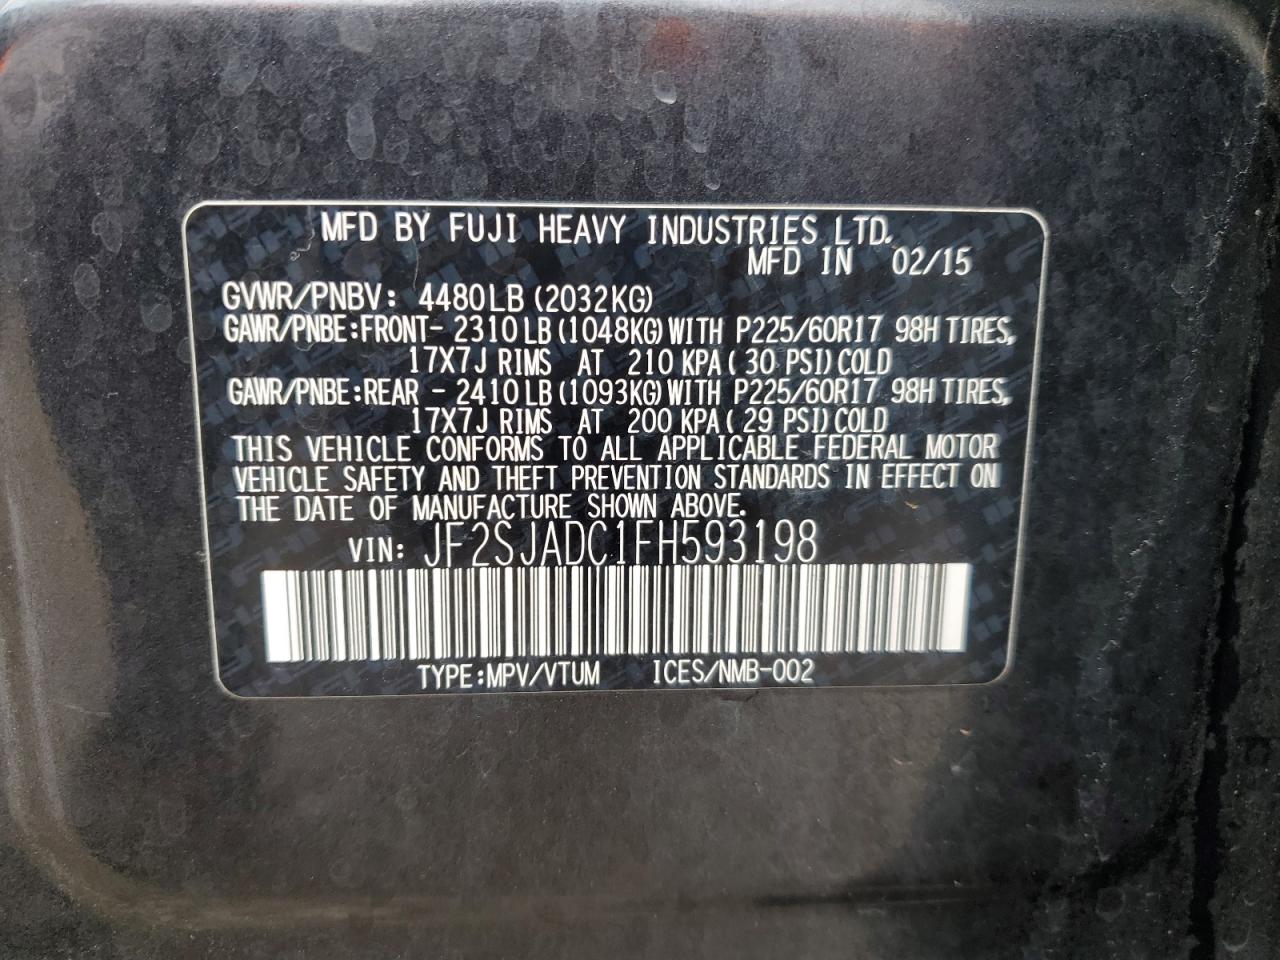 MFD BY FUJI HEAVY INDUSTRIES LTD.
MFD IN 02/15
GVWR/PNBV: 4480LB(2032KG)
GAWR/PNBE:FRONT- 2310LB(1048KG)WITH P225/60R17 98H TIRES,
17X7J RIMS AT 210 KPA( 30 PSI)COLD
GAWR/PNBE:REAR - 2410LB(1093KG)WITH P225/60R17 98H TIRES,
17X7J RIMS AT 200 KPA( 29 PSI)COLD
THIS VEHICLE CONFORMS TO ALL APPLICABLE FEDERAL MOTOR
VEHICLE SAFETY AND THEFT PREVENTION STANDARDS IN EFFECT ON
THE DATE OF MANUFACTURE SHOWN ABOVE.
VIN: JF2SJADC1FH593198
TYPE:MPV/VTUM ICES/NMB-002